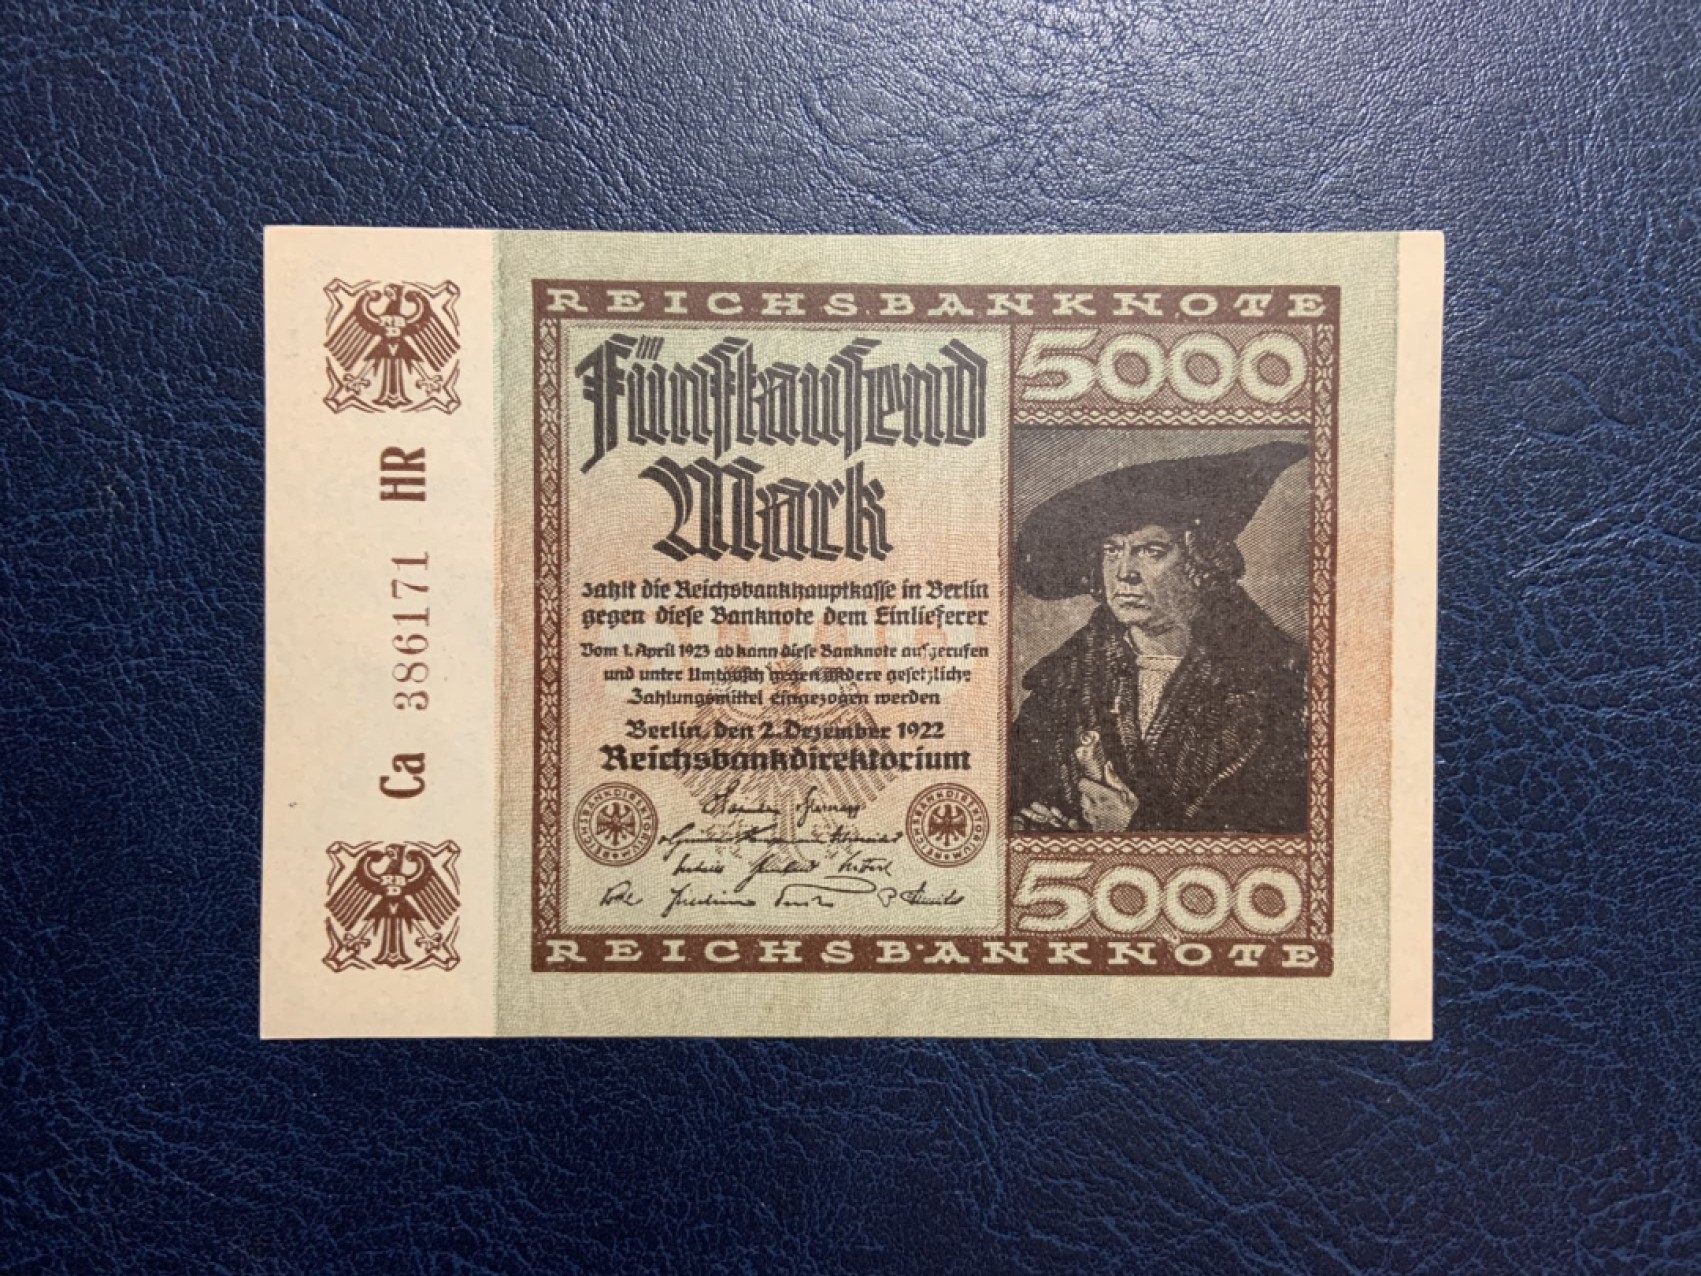 REICHSBANKNOTE
Ca 386171 HR
Fünftausend
Mark
5000
zahlt die Reichsbankhauptkasse in Berlin
gegen diese Banknote dem Einlieferer
Vom 1. April 1923 ab kann diese Banknote aufgerufen
und unter Umtausch gegen andere gesetzliche
Zahlungsmittel eingezogen werden
Berlin, den 2. Dezember 1922
Reichsbankdirektorium
REICHSBANKDIREKTORIUM
REICHSBANKDIREKTORIUM
5000
REICHSBANKNOTE